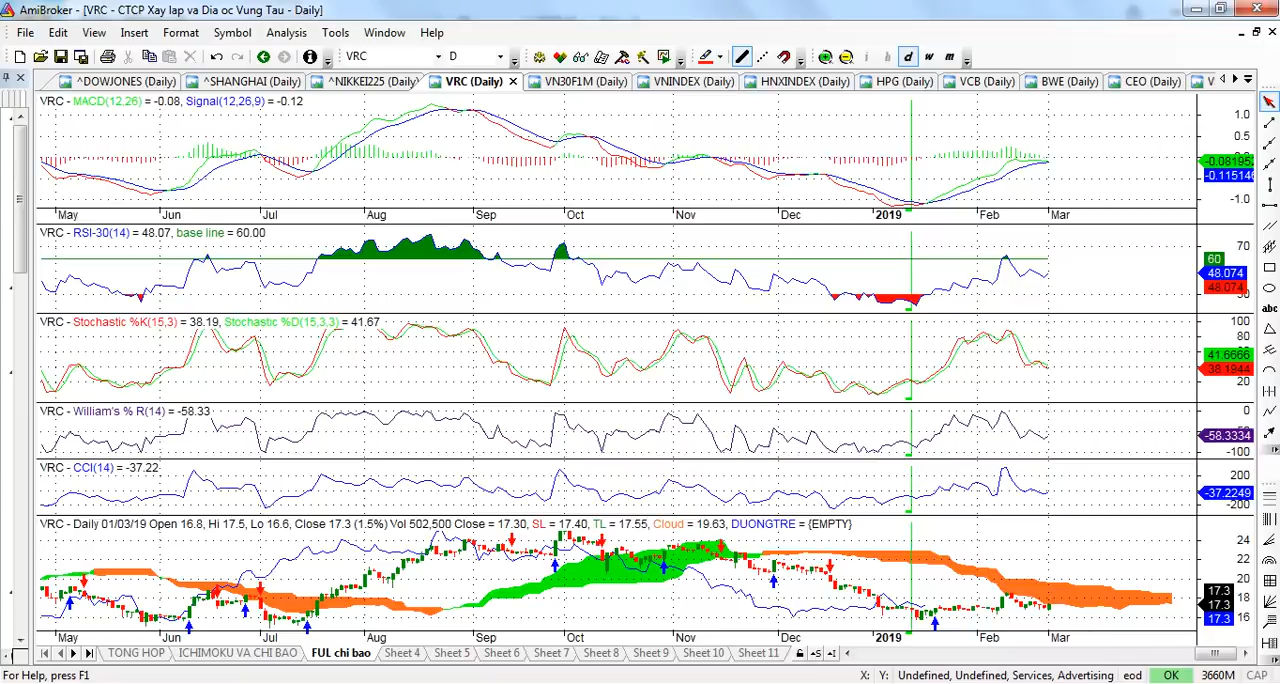 AmiBroker - [VRC - CTCP Xay lap va Dia oc Vung Tau - Daily]
File Edit View Insert Format Symbol Analysis Tools Window Help
VRC D i h d w m
^DOWJONES (Daily) ^SHANGHAI (Daily) ^NIKKEI225 (Daily) VRC (Daily) VN30F1M (Daily) VNINDEX (Daily) HNXINDEX (Daily) HPG (Daily) VCB (Daily) BWE (Daily) CEO (Daily) V
VRC - MACD(12,26) = -0.08, Signal(12,26,9) = -0.12
1.0
0.5
-0.08195
-0.115146
-1.0
May Jun Jul Aug Sep Oct Nov Dec 2019 Feb Mar
VRC - RSI-30(14) = 48.07, base line = 60.00
70
60
48.074
48.074
30
VRC - Stochastic %K(15,3) = 38.19, Stochastic %D(15,3,3) = 41.67
100
80
41.6666
38.1944
20
VRC - William's % R(14) = -58.33
0
-58.3334
-100
VRC - CCI(14) = -37.22
200
-37.2249
-200
VRC - Daily 01/03/19 Open 16.8, Hi 17.5, Lo 16.6, Close 17.3 (1.5%) Vol 502,500 Close = 17.30, SL = 17.40, TL = 17.55, Cloud = 19.63, DUONGTRE = {EMPTY}
24
22
20
18
17.3
17.3
17.3
16
May Jun Jul Aug Sep Oct Nov Dec 2019 Feb Mar
TONG HOP ICHIMOKU VA CHI BAO FUL chi bao Sheet 4 Sheet 5 Sheet 6 Sheet 7 Sheet 8 Sheet 9 Sheet 10 Sheet 11
For Help, press F1 X: Y: Undefined, Undefined, Services, Advertising eod OK 3660M CAP
abc